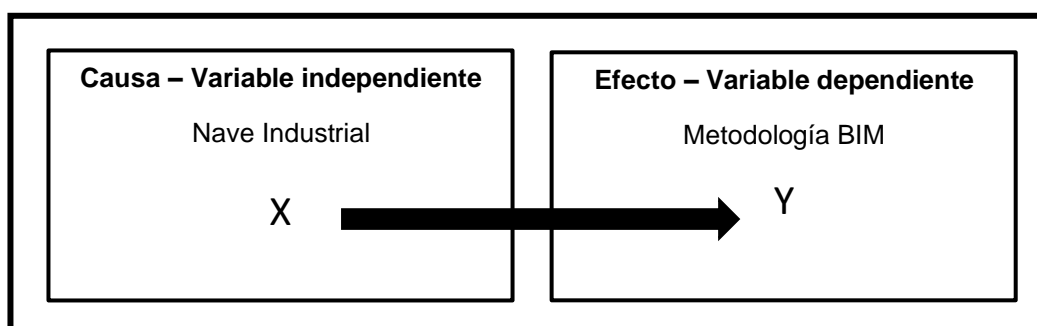 Causa – Variable independiente
Nave Industrial
X
Efecto – Variable dependiente
Metodología BIM
Y